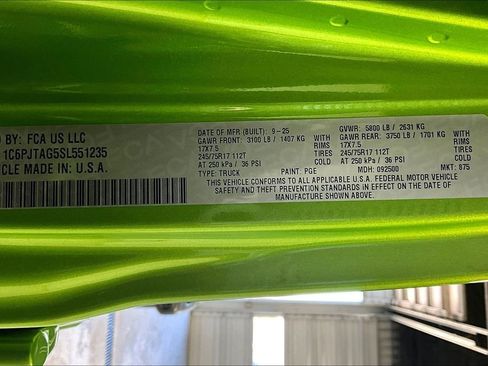 D BY: FCA US LLC
1C6PJTAG5SL551235
ICLE MADE IN: U.S.A.
DATE OF MFR (BUILT): 9-25
GAWR FRONT: 3100 LB / 1407 KG
17X7.5 RIMS
245/75R17 112T TIRES
AT 250 kPa / 36 PSI COLD
TYPE: TRUCK PAINT: PGE
GVWR: 5800 LB / 2631 KG
GAWR REAR: 3750 LB / 1701 KG
17X7.5 RIMS
245/75R17 112T TIRES
AT 250 kPa / 36 PSI COLD
MDH: 092500 MKT: 675
THIS VEHICLE CONFORMS TO ALL APPLICABLE U.S.A. FEDERAL MOTOR VEHICLE
SAFETY AND THEFT PREVENTION STANDARDS IN EFFECT ON THE DATE OF
MANUFACTURE SHOWN ABOVE.